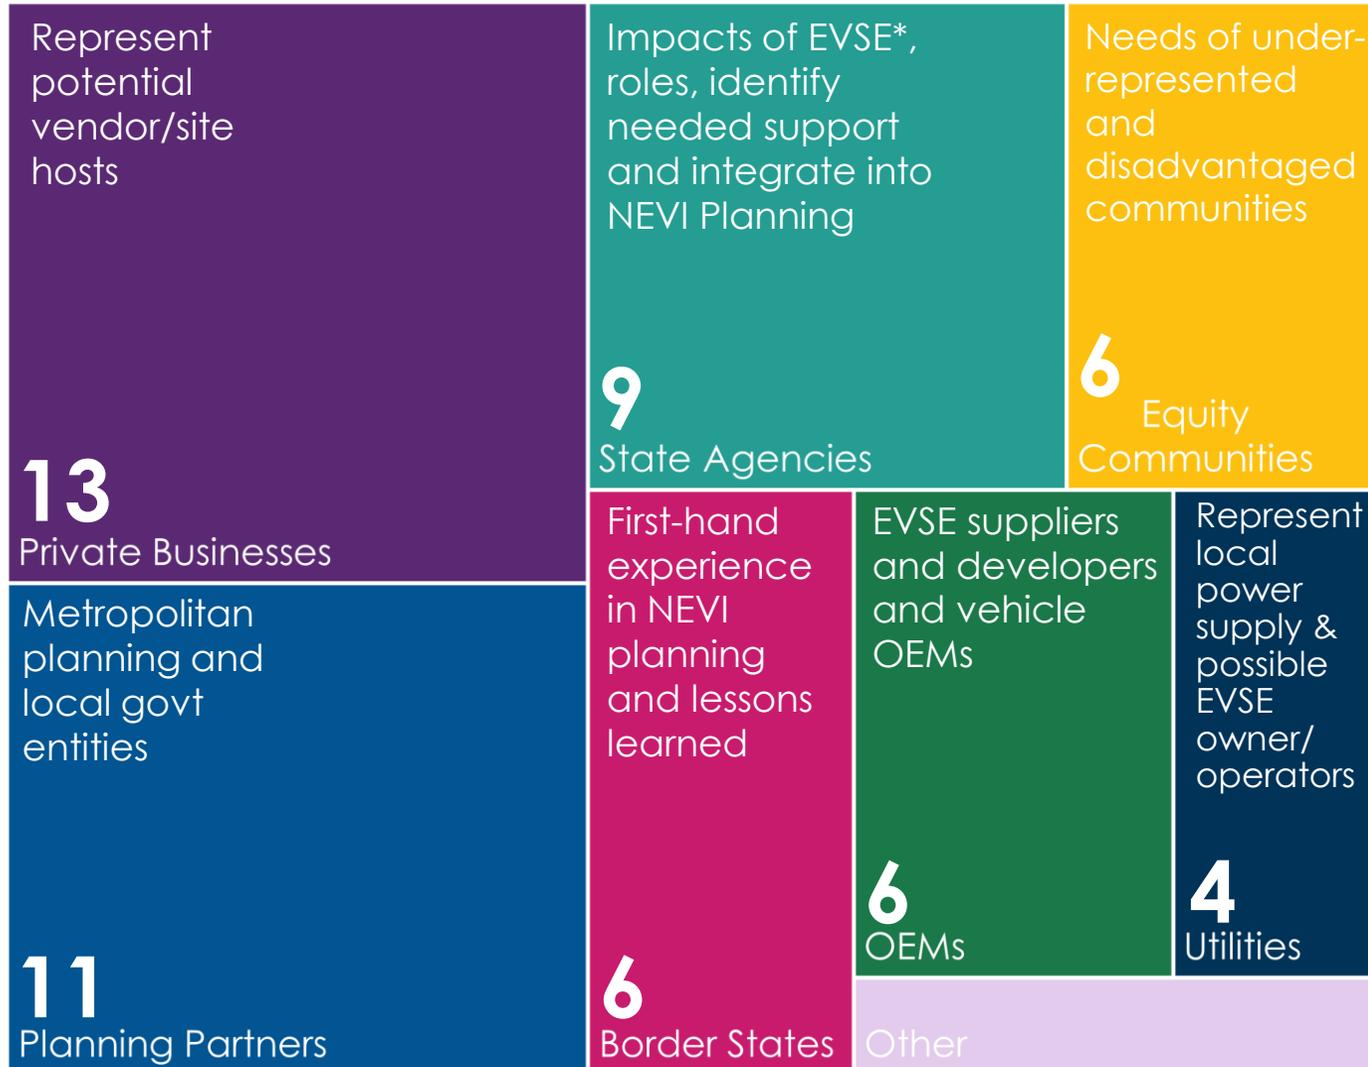 Represent
potential
vendor/site
hosts
13
Private Businesses
Metropolitan
planning and
local govt
entities
11
Planning Partners
Impacts of EVSE*,
roles, identify
needed support
and integrate into
NEVI Planning
9
State Agencies
Needs of under-
represented
and
disadvantaged
communities
6
Equity
Communities
First-hand
experience
in NEVI
planning
and lessons
learned
6
Border States
EVSE suppliers
and developers
and vehicle
OEMs
6
OEMs
Represent
local
power
supply &
possible
EVSE
owner/
operators
4
Utilities
Other